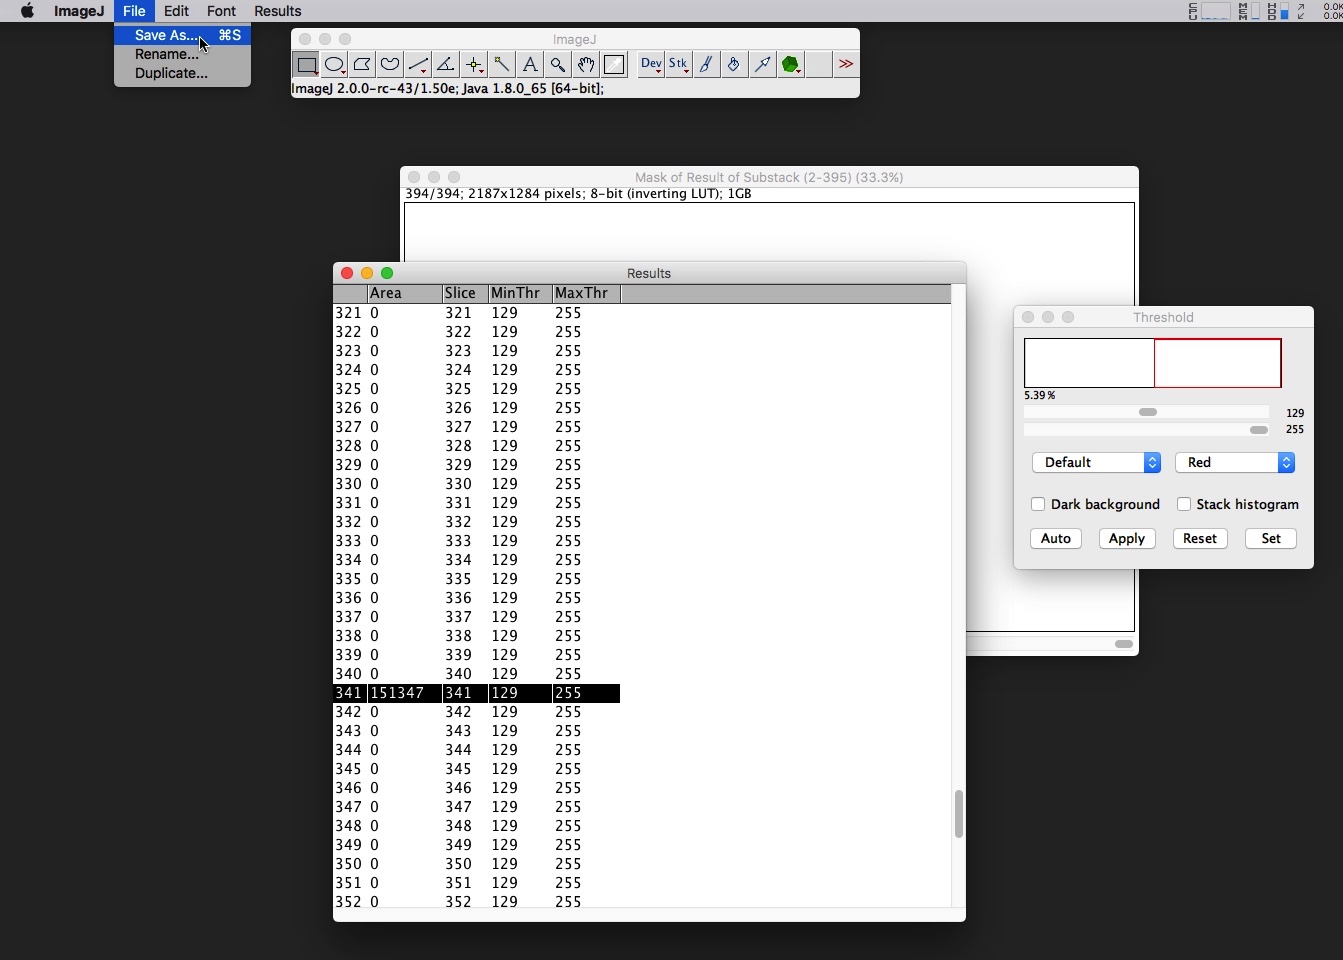 ImageJ File Edit Font Results
CPU MEM HDD 0.0K
0.0K
Save As... ⌘S
Rename...
Duplicate...
ImageJ
A Dev Stk >>
ImageJ 2.0.0-rc-43/1.50e; Java 1.8.0_65 [64-bit];
Mask of Result of Substack (2-395) (33.3%)
394/394; 2187x1284 pixels; 8-bit (inverting LUT); 1GB
Results
Area Slice MinThr MaxThr
321 0 321 129 255
322 0 322 129 255
323 0 323 129 255
324 0 324 129 255
325 0 325 129 255
326 0 326 129 255
327 0 327 129 255
328 0 328 129 255
329 0 329 129 255
330 0 330 129 255
331 0 331 129 255
332 0 332 129 255
333 0 333 129 255
334 0 334 129 255
335 0 335 129 255
336 0 336 129 255
337 0 337 129 255
338 0 338 129 255
339 0 339 129 255
340 0 340 129 255
341 151347 341 129 255
342 0 342 129 255
343 0 343 129 255
344 0 344 129 255
345 0 345 129 255
346 0 346 129 255
347 0 347 129 255
348 0 348 129 255
349 0 349 129 255
350 0 350 129 255
351 0 351 129 255
352 0 352 129 255
Threshold
5.39 %
129
255
Default Red
Dark background Stack histogram
Auto Apply Reset Set